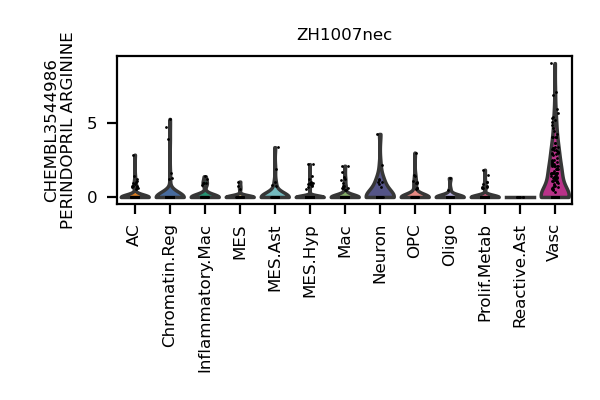 ZH1007nec
CHEMBL3544986
PERINDOPRIL ARGININE
5
0
AC
Chromatin.Reg
Inflammatory.Mac
MES
MES.Ast
MES.Hyp
Mac
Neuron
OPC
Oligo
Prolif.Metab
Reactive.Ast
Vasc